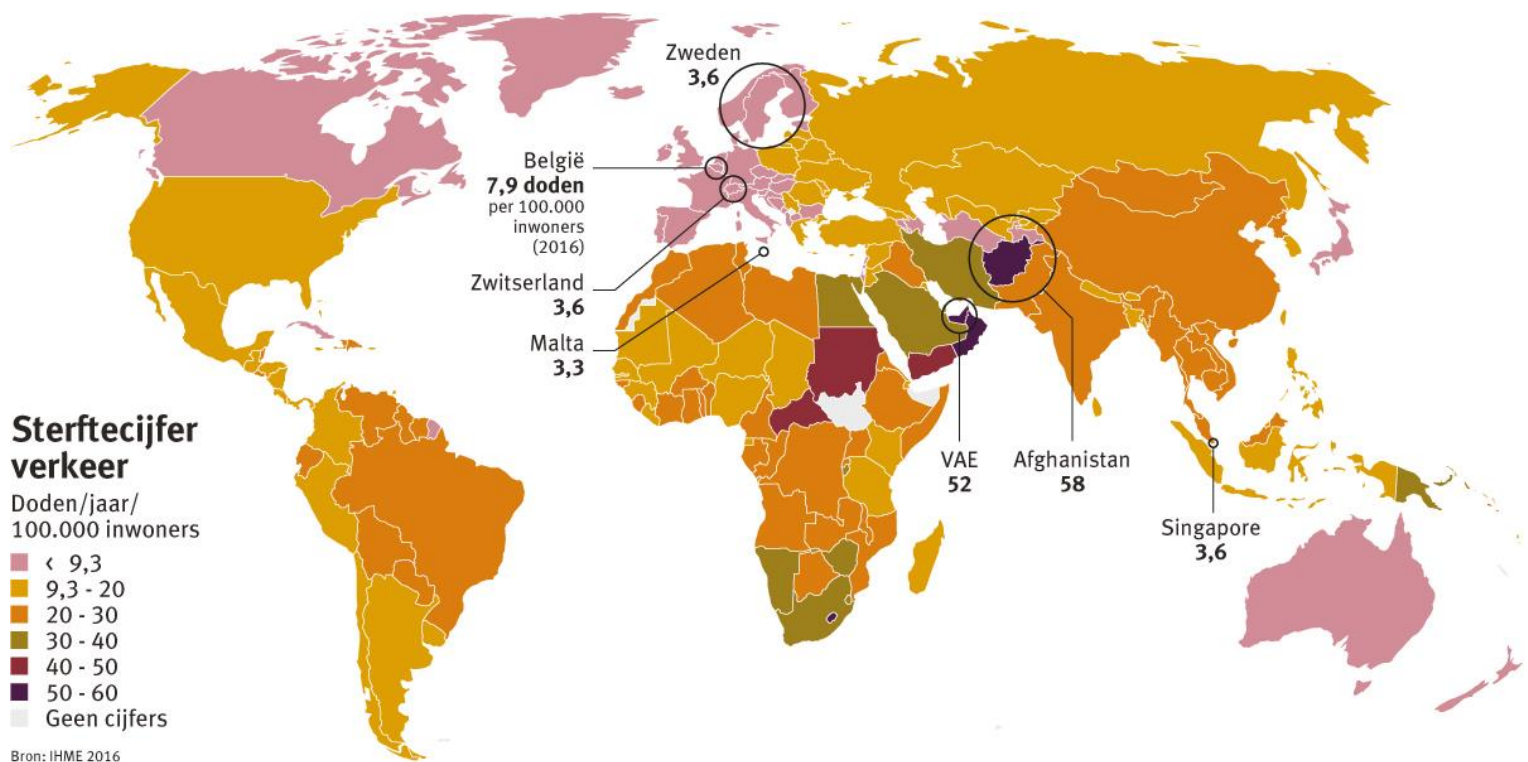 Zweden
3,6
België
7,9 doden
per 100.000
inwoners
(2016)
Zwitserland
3,6
Malta
3,3
VAE
52
Afghanistan
58
Singapore
3,6
Sterftecijfer
verkeer
Doden/jaar/
100.000 inwoners
< 9,3
9,3 - 20
20 - 30
30 - 40
40 - 50
50 - 60
Geen cijfers
Bron: IHME 2016